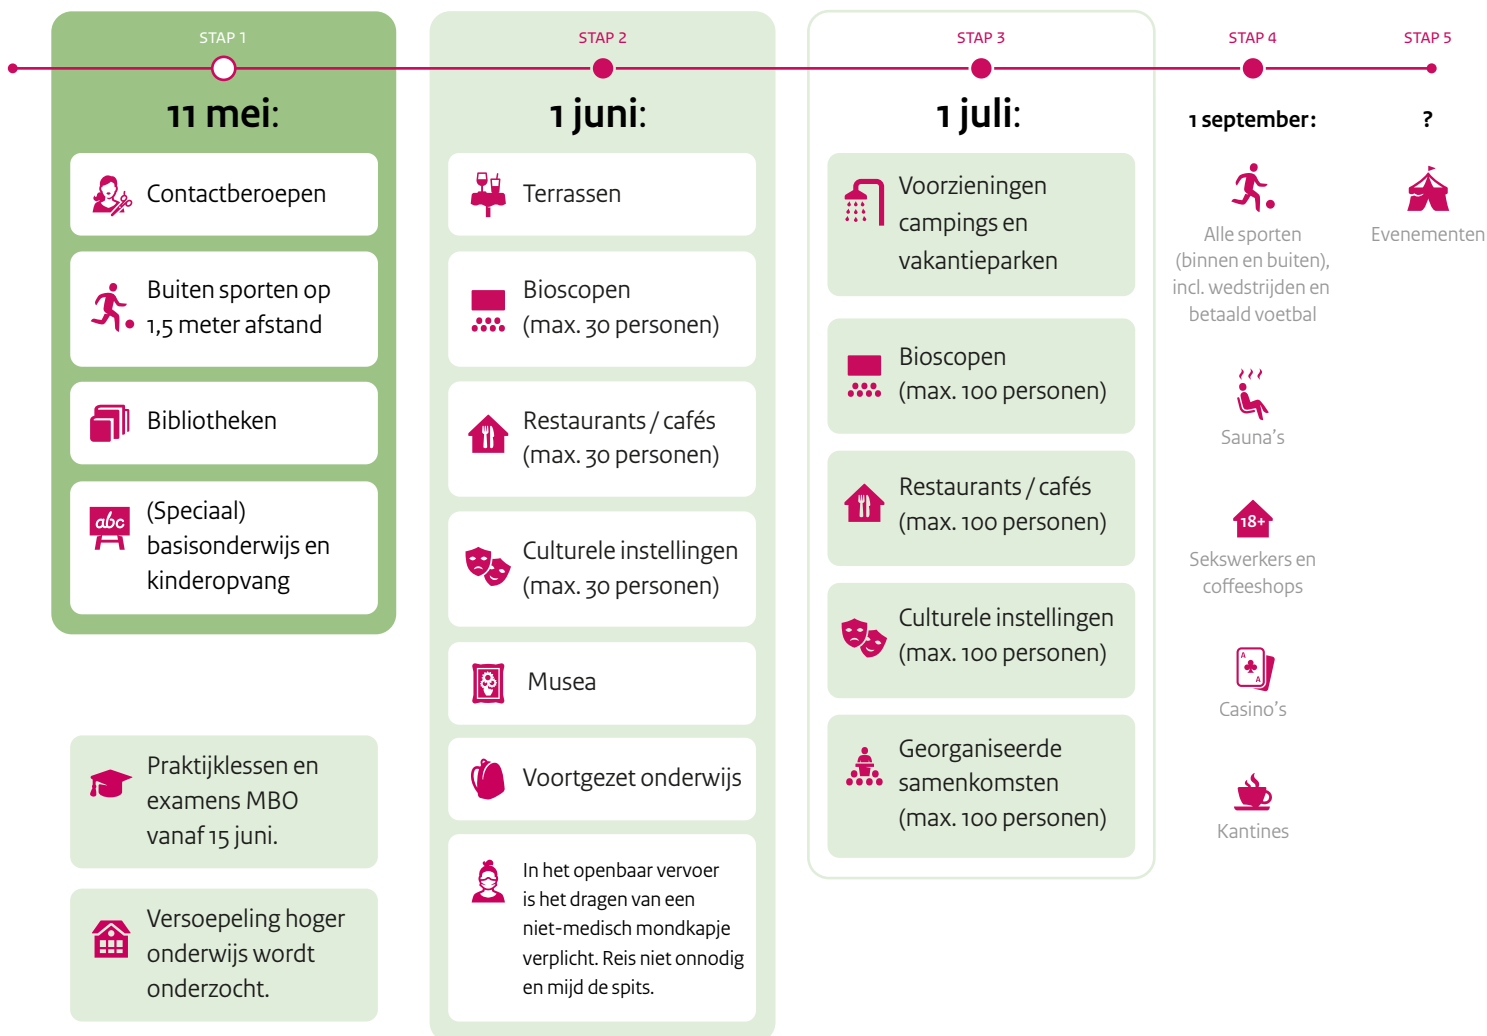 STAP 1
11 mei:
Contactberoepen
Buiten sporten op
1,5 meter afstand
Bibliotheken
abc
(Speciaal)
basisonderwijs en
kinderopvang
Praktijklessen en
examens MBO
vanaf 15 juni.
Versoepeling hoger
onderwijs wordt
onderzocht.
STAP 2
1 juni:
Terrassen
Bioscopen
(max. 30 personen)
Restaurants / cafés
(max. 30 personen)
Culturele instellingen
(max. 30 personen)
Musea
Voortgezet onderwijs
In het openbaar vervoer
is het dragen van een
niet-medisch mondkapje
verplicht. Reis niet onnodig
en mijd de spits.
STAP 3
1 juli:
Voorzieningen
campings en
vakantieparken
Bioscopen
(max. 100 personen)
Restaurants / cafés
(max. 100 personen)
Culturele instellingen
(max. 100 personen)
Georganiseerde
samenkomsten
(max. 100 personen)
STAP 4
1 september:
Alle sporten
(binnen en buiten),
incl. wedstrijden en
betaald voetbal
Sauna's
18+
Sekswerkers en
coffeeshops
A
A
Casino's
Kantines
STAP 5
?
Evenementen